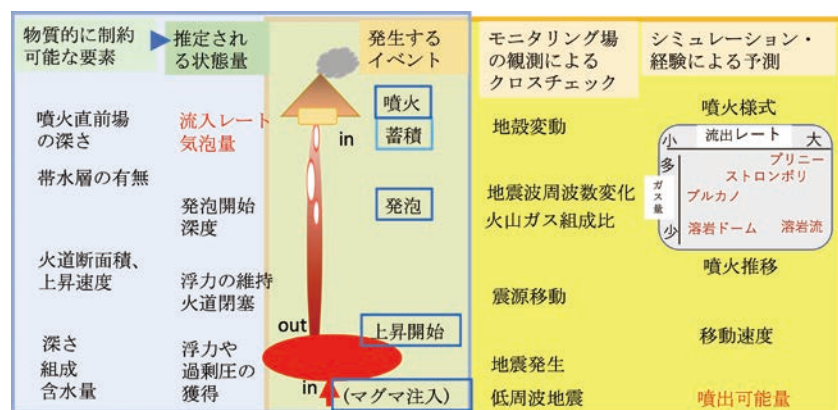 物質的に制約
可能な要素
推定され
る状態量
発生する
イベント
モニタリング場
の観測による
クロスチェック
シミュレーション・
経験による予測
噴火直前場
の深さ
帯水層の有無
火道断面積、
上昇速度
深さ
組成
含水量
流入レート
気泡量
発泡開始
深度
浮力の維持
火道閉塞
浮力や
過剰圧の
獲得
噴火
in
蓄積
発泡
out
上昇開始
in
(マグマ注入)
地殻変動
地震波周波数変化
火山ガス組成比
震源移動
地震発生
低周波地震
噴火様式
小 流出レート 大
多
ガス量
少
プリニー
ストロンボリ
ブルカノ
溶岩ドーム 溶岩流
噴火推移
移動速度
噴出可能量